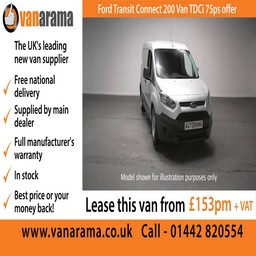 vanarama
Ford Transit Connect 200 Van TDCi 75ps offer
The UK's leading
new van supplier
Free national
delivery
Supplied by main
dealer
Full manufacturer's
warranty
In stock
Best price or your
money back!
Model shown for illustration purposes only
Lease this van from £153pm + VAT
www.vanarama.co.uk Call - 01442 820554